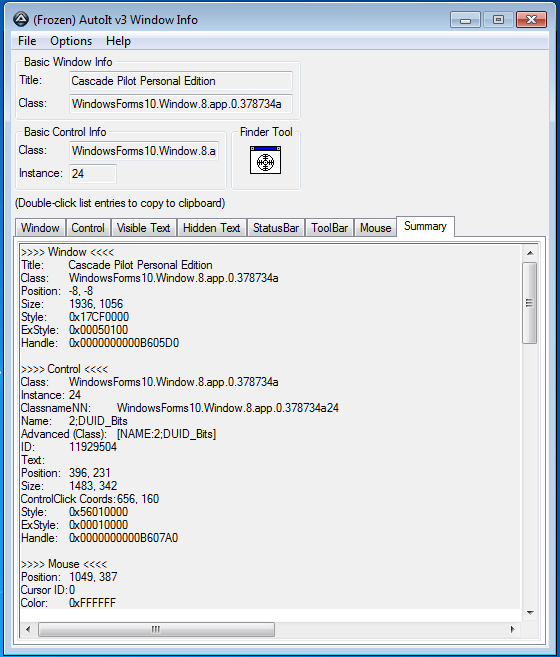 (Frozen) AutoIt v3 Window Info
File Options Help
Basic Window Info
Title: Cascade Pilot Personal Edition
Class: WindowsForms10.Window.8.app.0.378734a
Basic Control Info
Class: WindowsForms10.Window.8.a
Instance: 24
Finder Tool
(Double-click list entries to copy to clipboard)
Window Control Visible Text Hidden Text StatusBar ToolBar Mouse Summary
>>>> Window <<<<
Title: Cascade Pilot Personal Edition
Class: WindowsForms10.Window.8.app.0.378734a
Position: -8, -8
Size: 1936, 1056
Style: 0x17CF0000
ExStyle: 0x00050100
Handle: 0x0000000000B605D0
>>>> Control <<<<
Class: WindowsForms10.Window.8.app.0.378734a
Instance: 24
ClassnameNN: WindowsForms10.Window.8.app.0.378734a24
Name: 2;DUID_Bits
Advanced (Class): [NAME:2;DUID_Bits]
ID: 11929504
Text:
Position: 396, 231
Size: 1483, 342
ControlClick Coords: 656, 160
Style: 0x56010000
ExStyle: 0x00010000
Handle: 0x0000000000B607A0
>>>> Mouse <<<<
Position: 1049, 387
Cursor ID: 0
Color: 0xFFFFFF